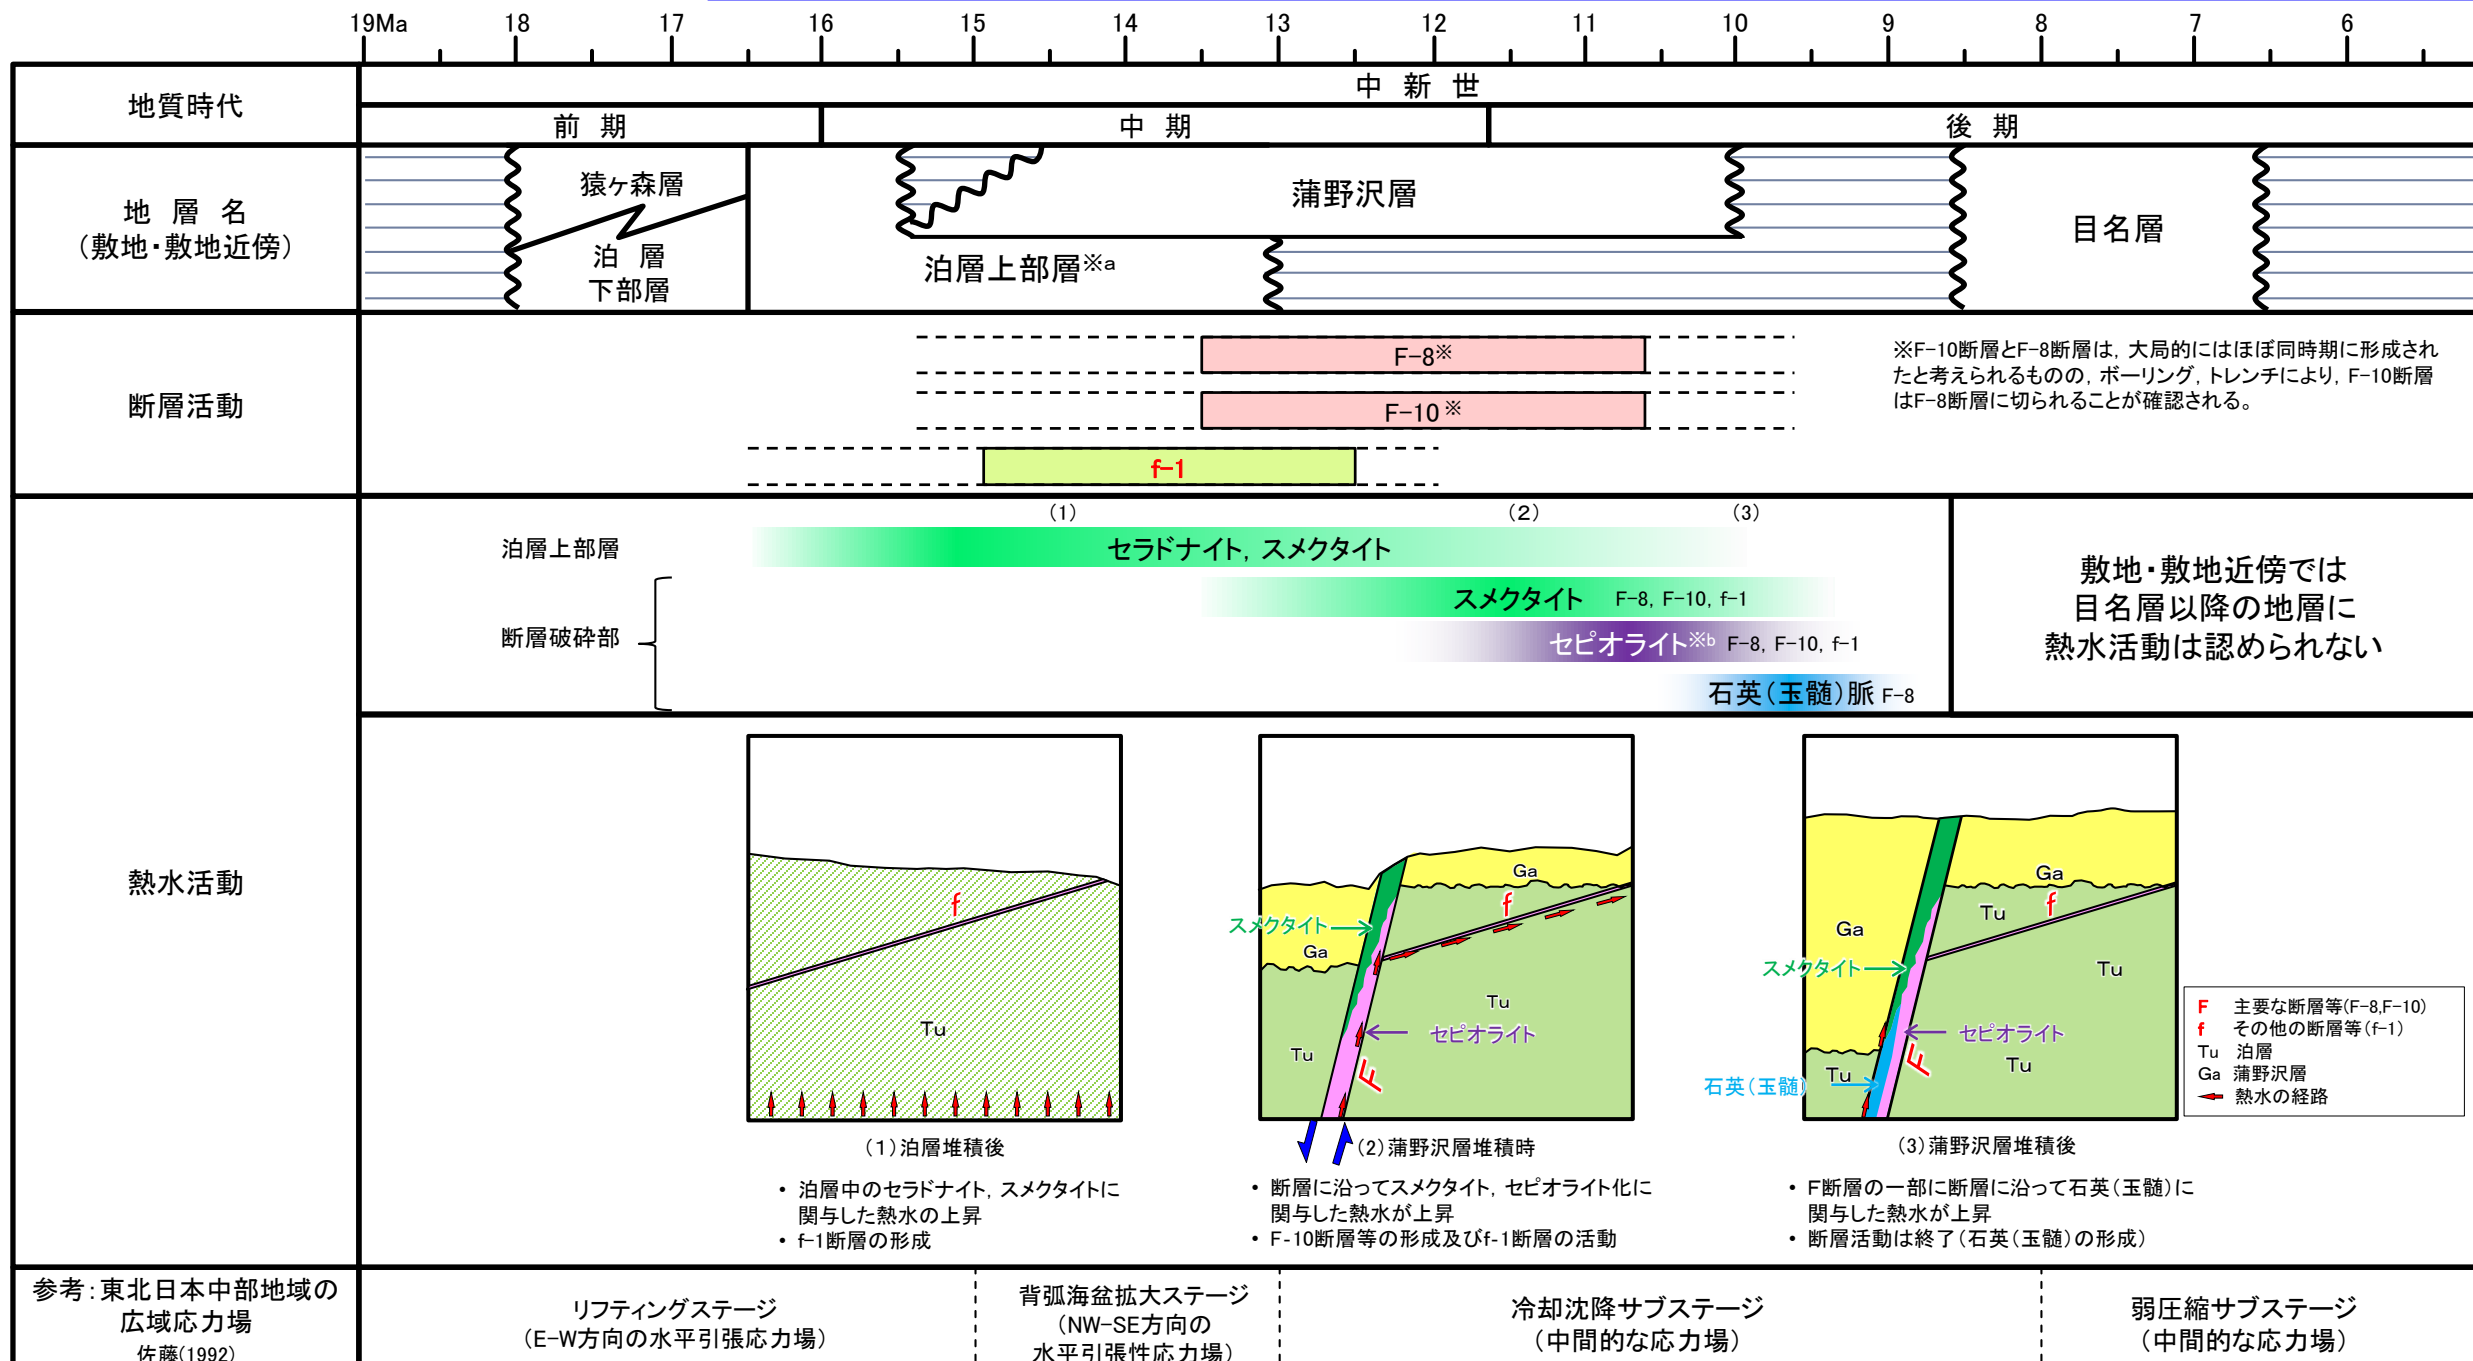 19Ma 18 17 16 15 14 13 12 11 10 9 8 7 6
地質時代
中 新 世
前 期
中 期
後 期
地 層 名
(敷地・敷地近傍)
猿ヶ森層
泊 層
下部層
泊層上部層※a
蒲野沢層
目名層
断層活動
F-8※
F-10※
f-1
※F-10断層とF-8断層は, 大局的にはほぼ同時期に形成され
たと考えられるものの, ボーリング, トレンチにより, F-10断層
はF-8断層に切られることが確認される。
熱水活動
(1) (2) (3)
泊層上部層
セラドナイト, スメクタイト
断層破砕部
スメクタイト F-8, F-10, f-1
セピオライト※b F-8, F-10, f-1
石英(玉髄)脈 F-8
敷地・敷地近傍では
目名層以降の地層に
熱水活動は認められない
f
Tu
(1)泊層堆積後
・ 泊層中のセラドナイト, スメクタイトに
関与した熱水の上昇
・ f-1断層の形成
Ga
f
スメクタイト
Ga
Tu
セピオライト
Tu
F
(2)蒲野沢層堆積時
・ 断層に沿ってスメクタイト, セピオライト化に
関与した熱水が上昇
・ F-10断層等の形成及びf-1断層の活動
Ga
f
Tu
Ga
スメクタイト
Tu
セピオライト
F
Tu
Tu
石英(玉髄)
(3)蒲野沢層堆積後
・ F断層の一部に断層に沿って石英(玉髄)に
関与した熱水が上昇
・ 断層活動は終了(石英(玉髄)の形成)
F 主要な断層等(F-8,F-10)
f その他の断層等(f-1)
Tu 泊層
Ga 蒲野沢層
熱水の経路
参考:東北日本中部地域の
広域応力場
佐藤(1992)
リフティングステージ
(E-W方向の水平引張応力場)
背弧海盆拡大ステージ
(NW-SE方向の
水平引張性応力場)
冷却沈降サブステージ
(中間的な応力場)
弱圧縮サブステージ
(中間的な応力場)